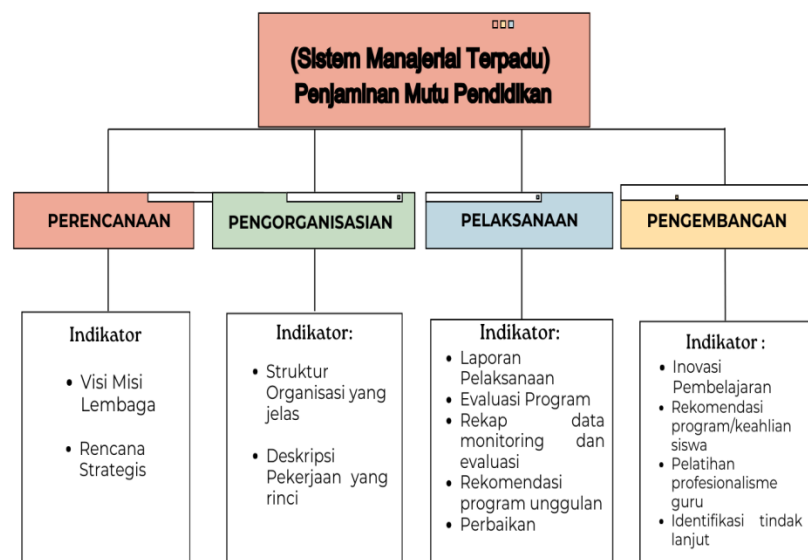 (Sistem Manajerial Terpadu)
Penjaminan Mutu Pendidikan
PERENCANAAN
PENGORGANISASIAN
PELAKSANAAN
PENGEMBANGAN
Indikator
• Visi Misi
Lembaga
• Rencana
Strategis
Indikator:
• Struktur
Organisasi yang
jelas
• Deskripsi
Pekerjaan yang
rinci
Indikator:
• Laporan
Pelaksanaan
• Evaluasi Program
• Rekap data
monitoring dan
evaluasi
• Rekomendasi
program unggulan
• Perbaikan
Indikator :
• Inovasi
Pembelajaran
• Rekomendasi
program/keahlian
siswa
• Pelatihan
profesionalisme
guru
• Identifikasi tindak
lanjut